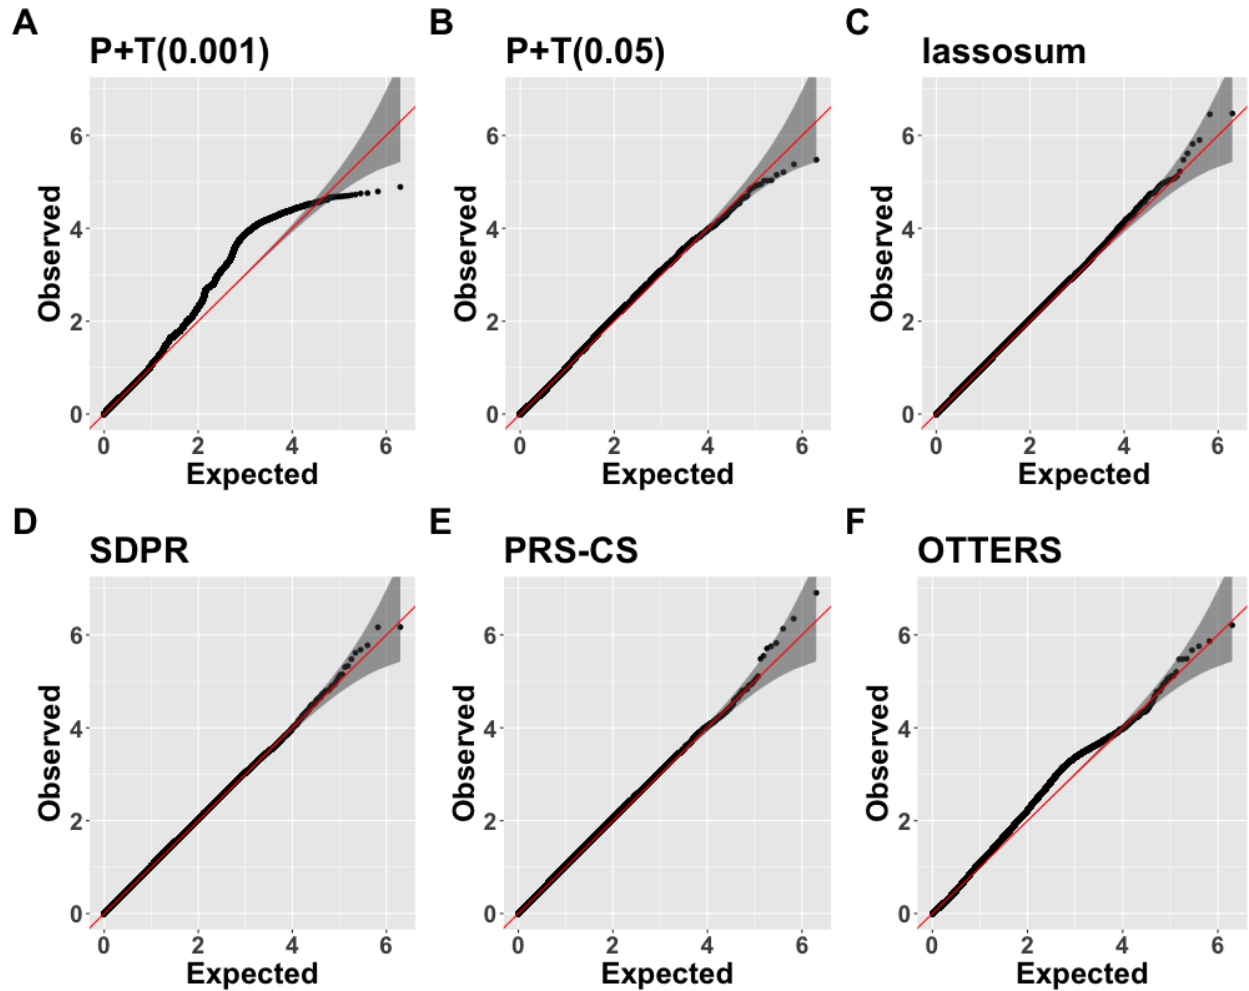 A
P+T(0.001)
Observed
6
4
2
0
0 2 4 6
Expected
B
P+T(0.05)
Observed
6
4
2
0
0 2 4 6
Expected
C
lassosum
Observed
6
4
2
0
0 2 4 6
Expected
D
SDPR
Observed
6
4
2
0
0 2 4 6
Expected
E
PRS-CS
Observed
6
4
2
0
0 2 4 6
Expected
F
OTTERS
Observed
6
4
2
0
0 2 4 6
Expected